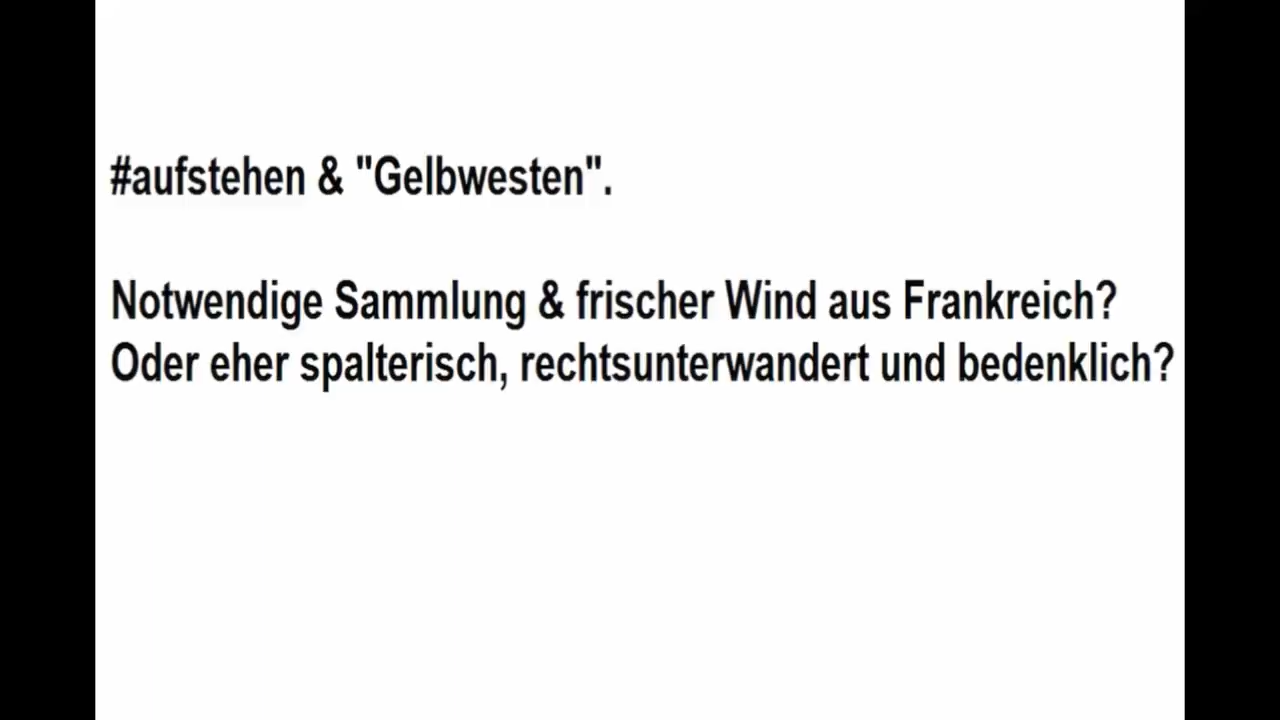 #aufstehen & "Gelbwesten".
Notwendige Sammlung & frischer Wind aus Frankreich?
Oder eher spalterisch, rechtsunterwandert und bedenklich?